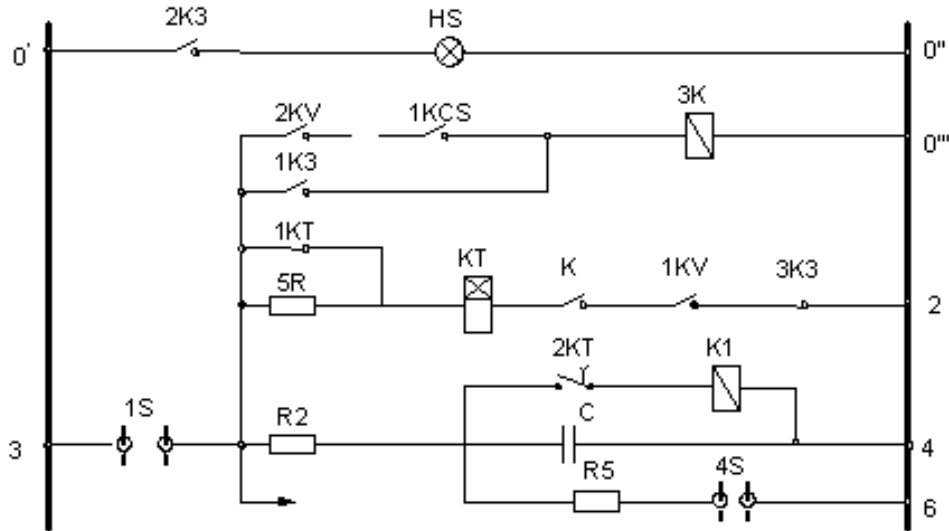 2K3 HS
0' 0"
2KV 1KCS 3K
0'''
1K3
1KT
KT K 1KV 3K3
5R
2
2KT K1
1S R2 C
3 4
R5 4S
6